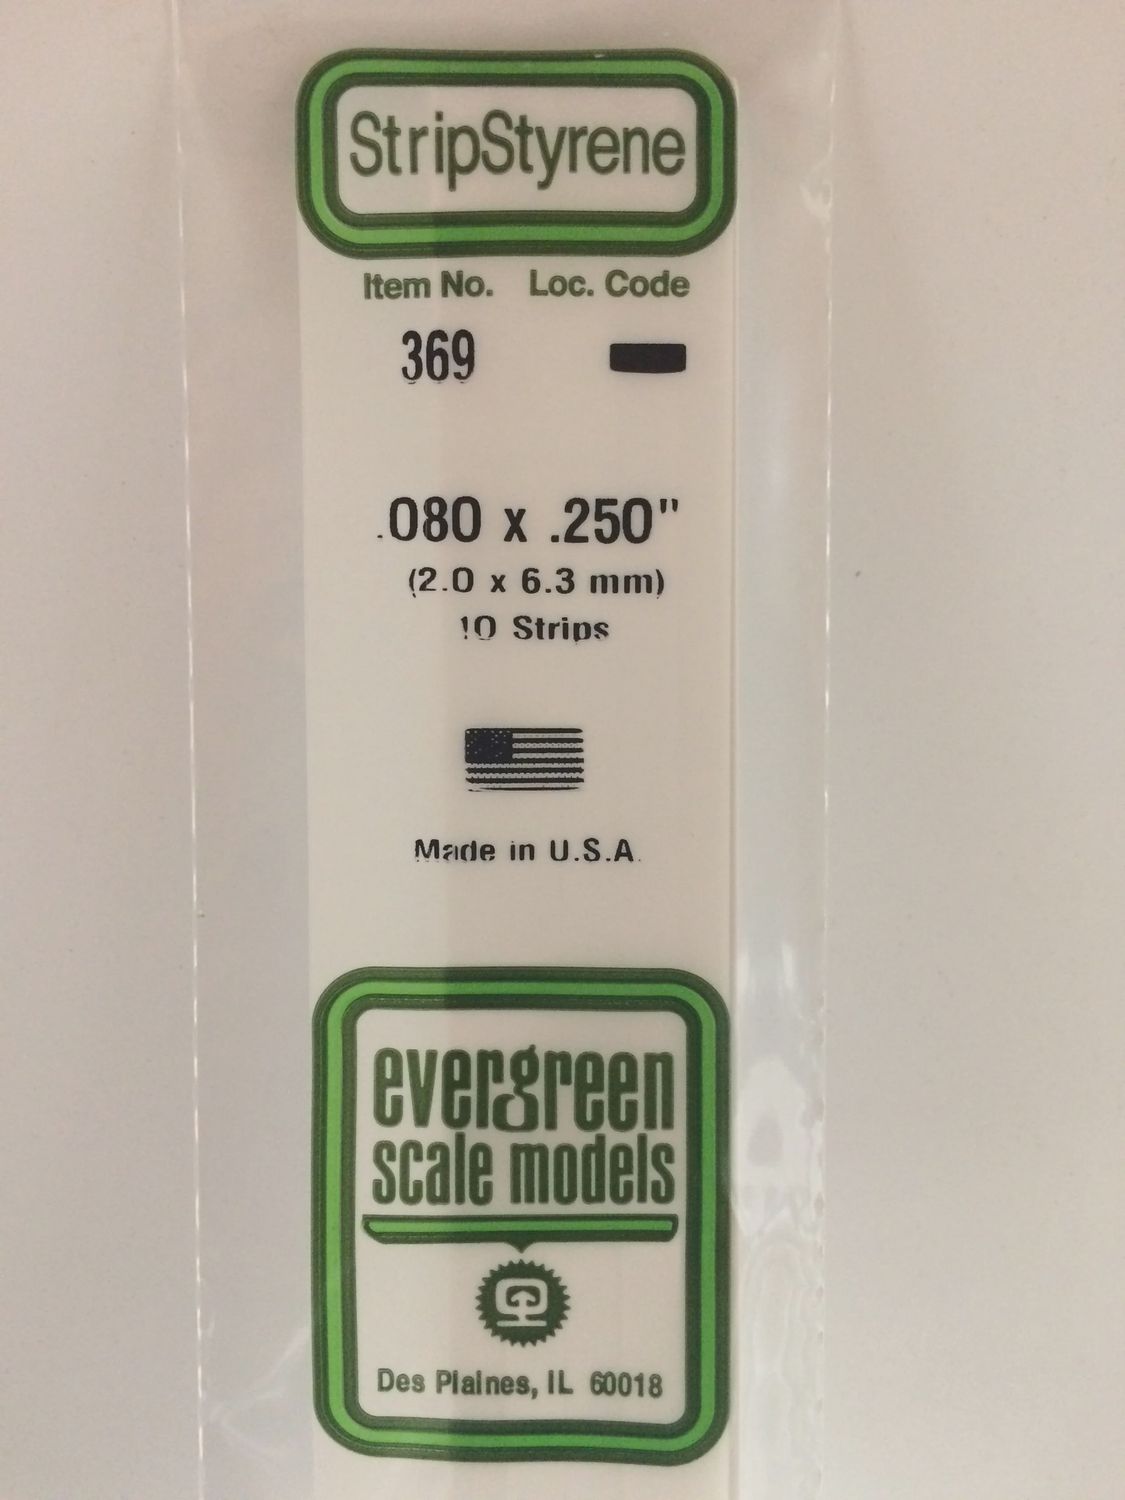 StripStyrene
Item No. Loc. Code
369
.080 x .250"
(2.0 x 6.3 mm)
10 Strips
Made in U.S.A.
evergreen
scale models
Des Plaines, IL 60018